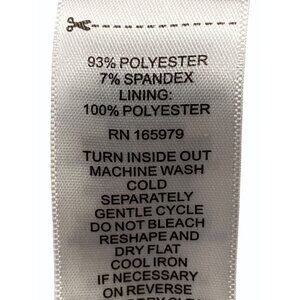 93% POLYESTER
7% SPANDEX
LINING:
100% POLYESTER
RN 165979
TURN INSIDE OUT
MACHINE WASH
COLD
SEPARATELY
GENTLE CYCLE
DO NOT BLEACH
RESHAPE AND
DRY FLAT
COOL IRON
IF NECESSARY
ON REVERSE